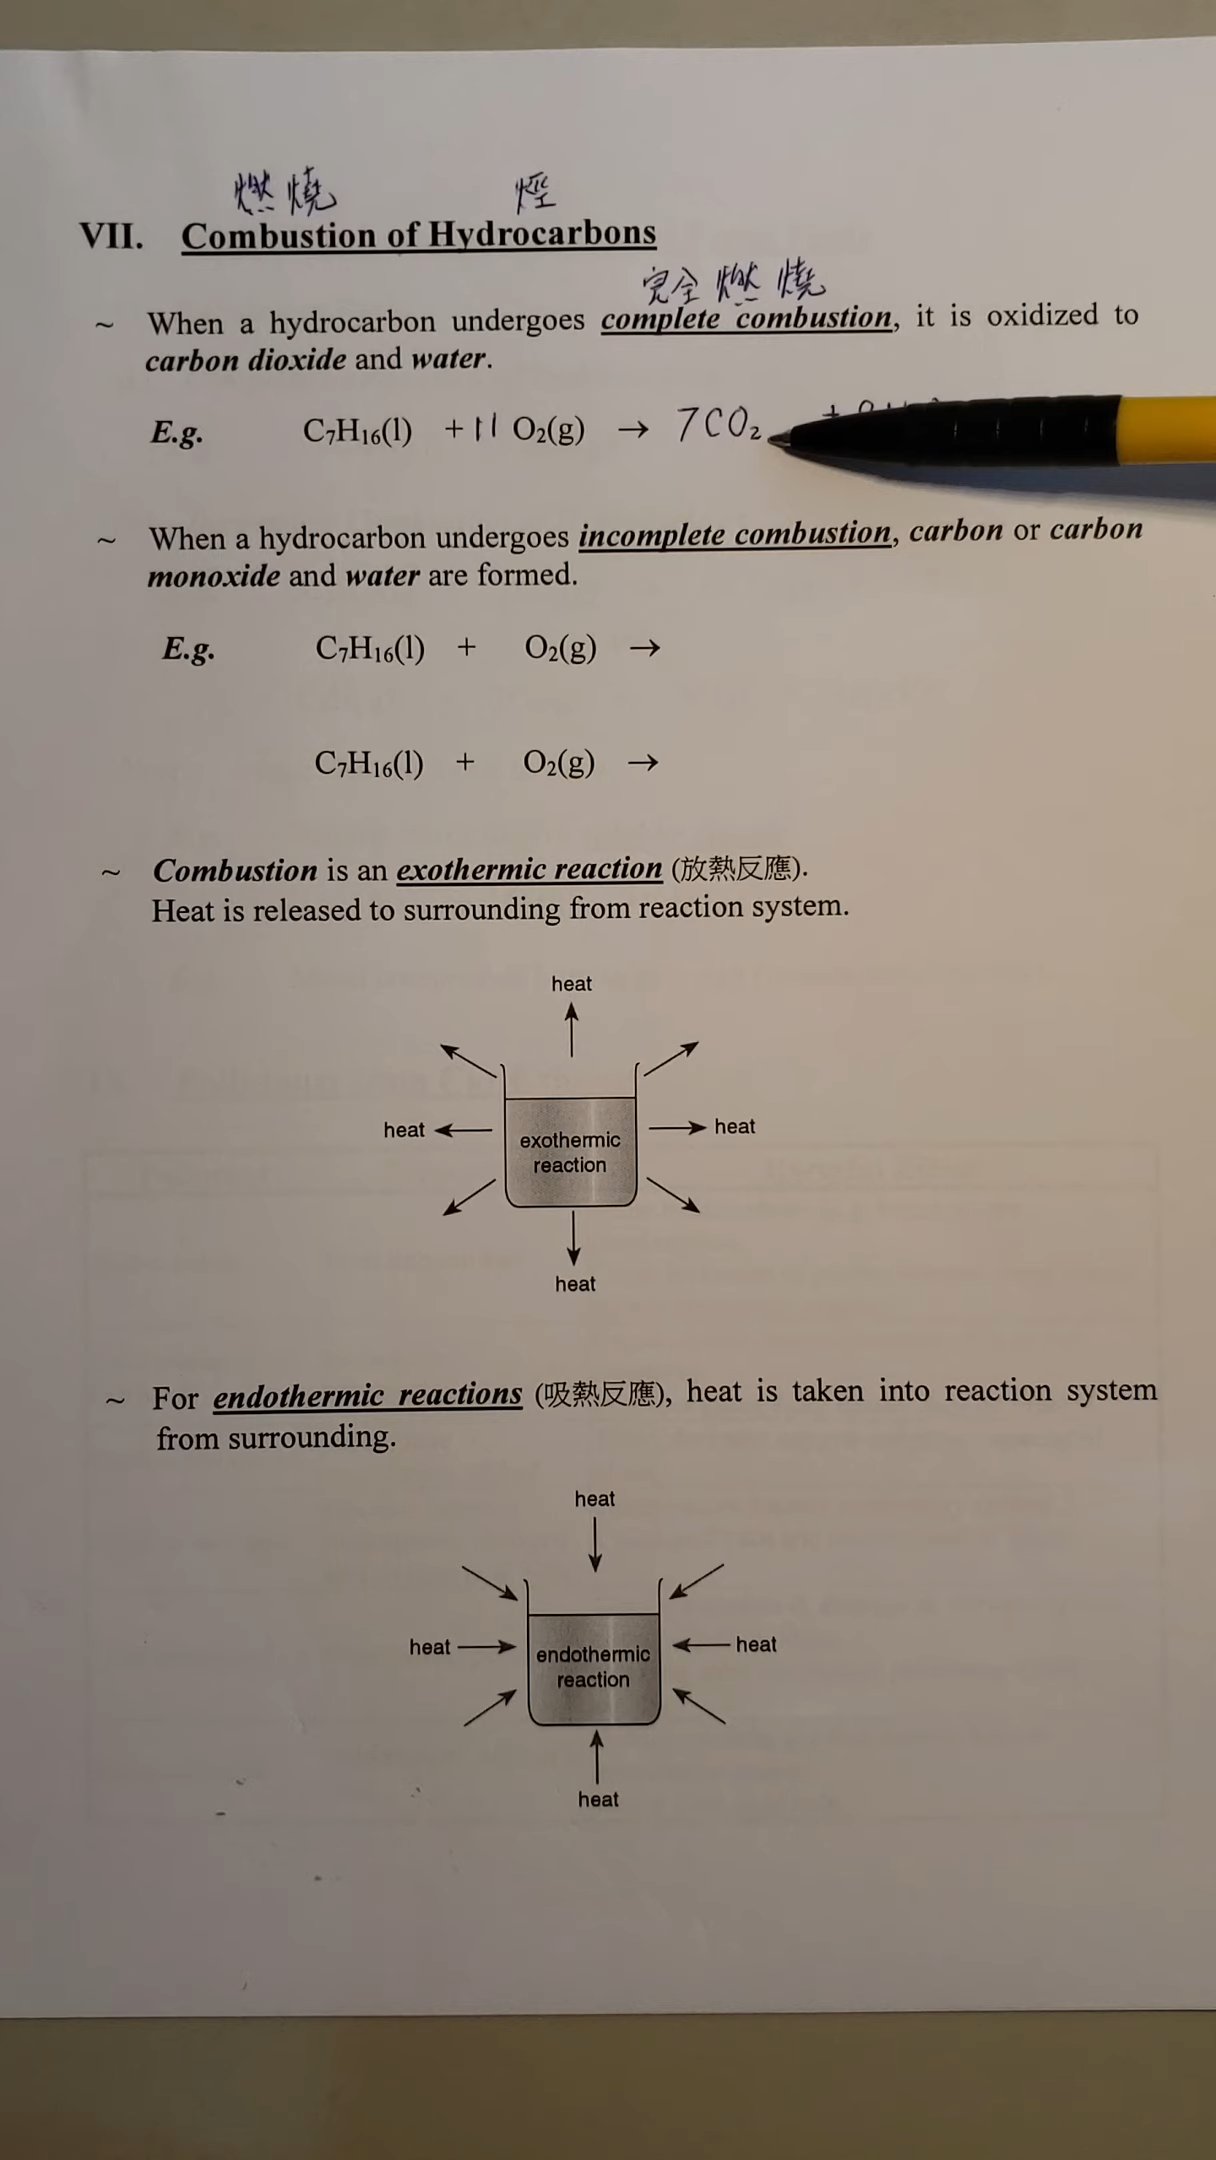 燃燒 烴
VII. Combustion of Hydrocarbons
完全燃燒
~ When a hydrocarbon undergoes complete combustion, it is oxidized to
carbon dioxide and water.
E.g. C₇H₁₆(l) + 11 O₂(g) → 7CO₂ +
~ When a hydrocarbon undergoes incomplete combustion, carbon or carbon
monoxide and water are formed.
E.g. C₇H₁₆(l) + O₂(g) →
C₇H₁₆(l) + O₂(g) →
~ Combustion is an exothermic reaction (放熱反應).
Heat is released to surrounding from reaction system.
heat
heat
exothermic
reaction
heat
heat
~ For endothermic reactions (吸熱反應), heat is taken into reaction system
from surrounding.
heat
heat
endothermic
reaction
heat
heat